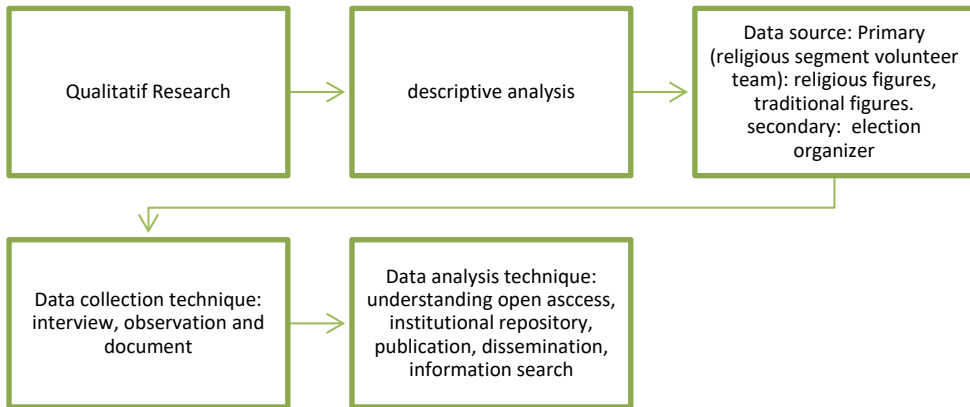 Qualitatif Research
descriptive analysis
Data source: Primary
(religious segment volunteer
team): religious figures,
traditional figures.
secondary:  election
organizer
Data collection technique:
interview, observation and
document
Data analysis technique:
understanding open asccess,
institutional repository,
publication, dissemination,
information search